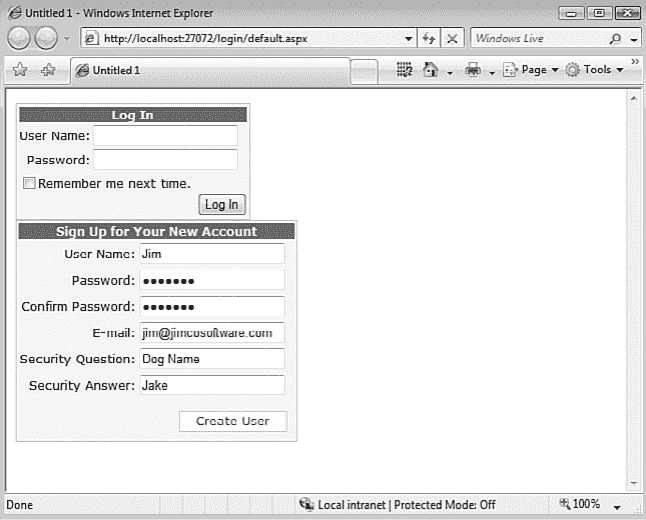 Untitled 1 - Windows Internet Explorer
http://localhost:27072/login/default.aspx
Windows Live
Untitled 1
Page
Tools
Log In
User Name:
Password:
Remember me next time.
Log In
Sign Up for Your New Account
User Name: Jim
Password: •••••••
Confirm Password: •••••••
E-mail: jim@jimcosoftware.com
Security Question: Dog Name
Security Answer: Jake
Create User
Done
Local intranet | Protected Mode: Off
100%